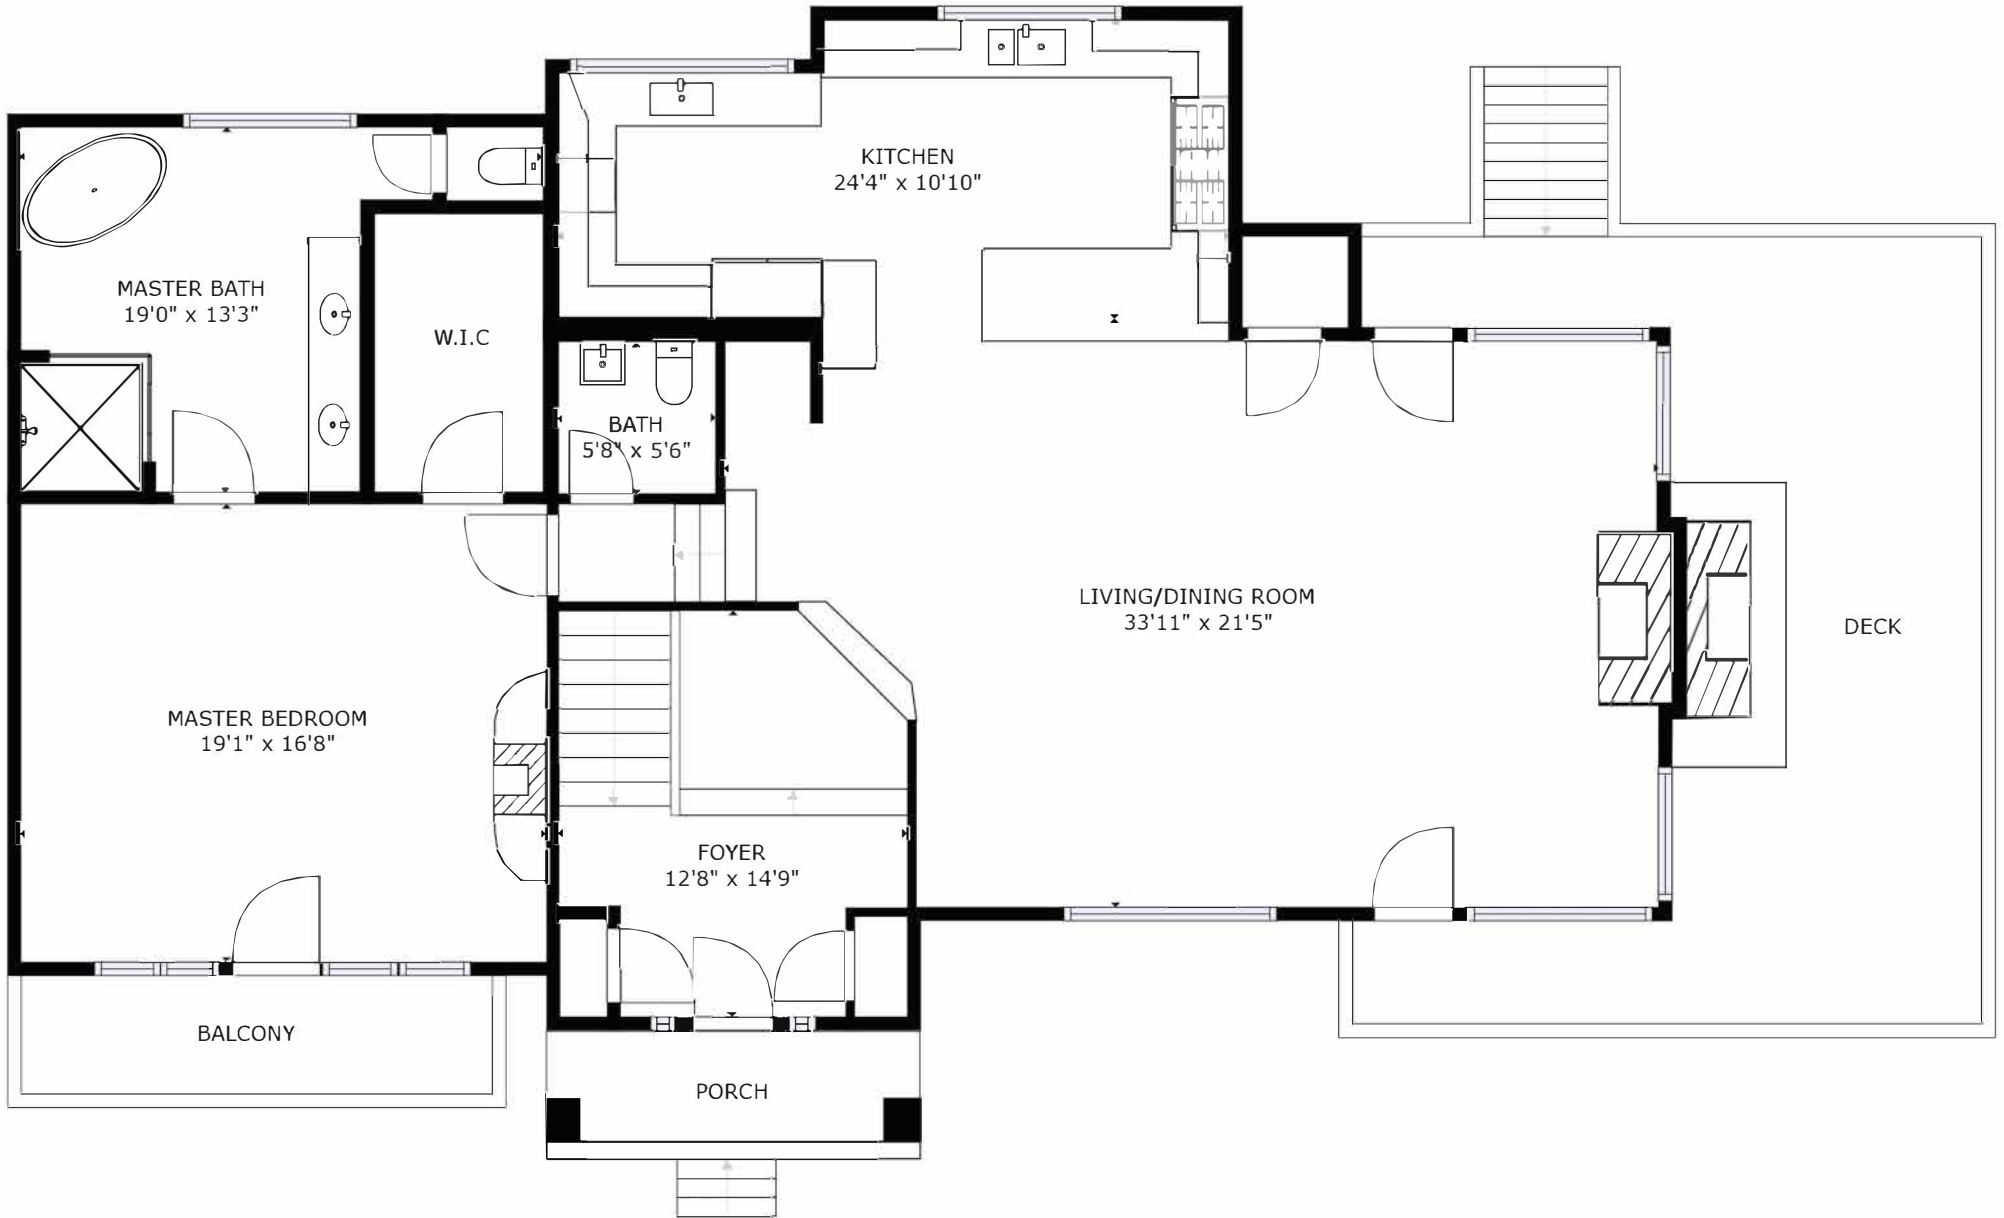 KITCHEN
24'4" x 10'10"
MASTER BATH
19'0" x 13'3"
W.I.C
BATH
5'8" x 5'6"
LIVING/DINING ROOM
33'11" x 21'5"
DECK
MASTER BEDROOM
19'1" x 16'8"
FOYER
12'8" x 14'9"
BALCONY
PORCH